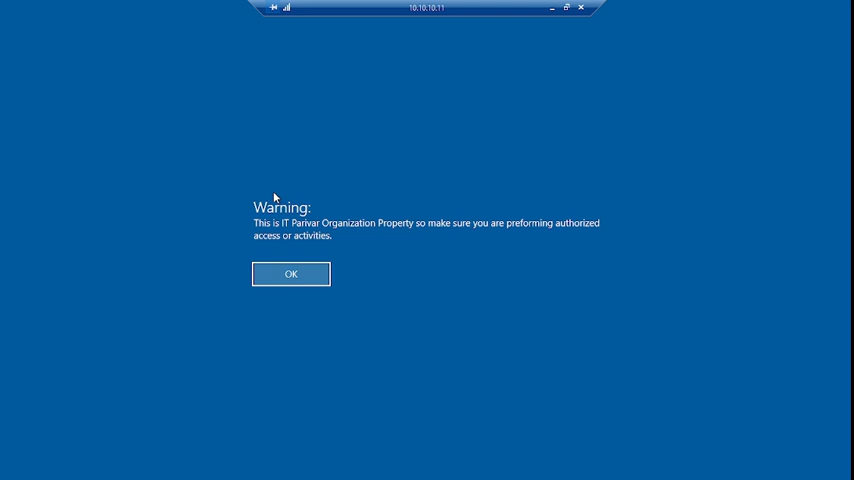 10.10.10.11
Warning:
This is IT Parivar Organization Property so make sure you are preforming authorized
access or activities.
OK